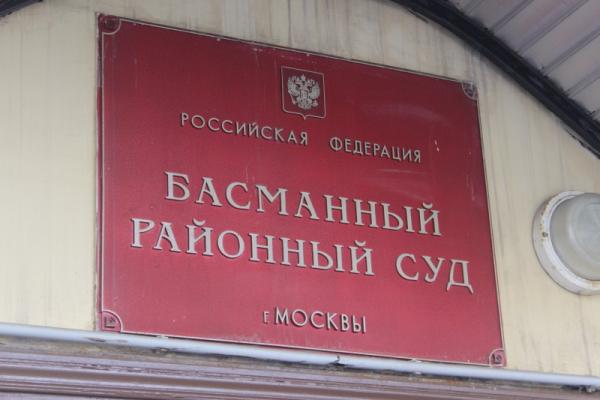 РОССИЙСКАЯ ФЕДЕРАЦИЯ
БАСМАННЫЙ
РАЙОННЫЙ СУД
г. МОСКВЫ